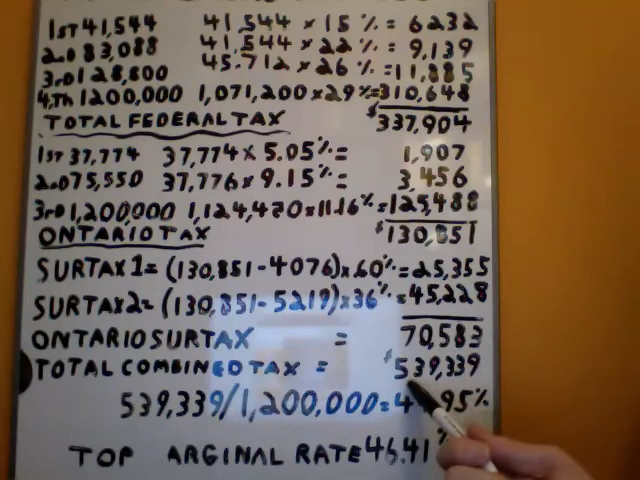 1ST 41,544 41,544 × 15 % = 6232
2ND 83,088 41,544 × 22 % = 9,139
3RD 128,800 45,712 × 26 % = 11,885
4TH 1200,000 1,071,200 × 29 % = 310,648
TOTAL FEDERAL TAX $337,904
1ST 37,774 37,774 × 5.05 % = 1,907
2ND 75,550 37,776 × 9.15 % = 3,456
3RD 1,200,000 1,124,450 × 11.16 % = 125,488
ONTARIO TAX $130,851
SURTAX 1 = (130,851 - 4076) × 20 % = 25,355
SURTAX 2 = (130,851 - 5219) × 36 % = 45,228
ONTARIO SURTAX = 70,583
TOTAL COMBINED TAX = $539,339
539,339/1,200,000 = 4 95 %
TOP ARGINAL RATE 46.41 %